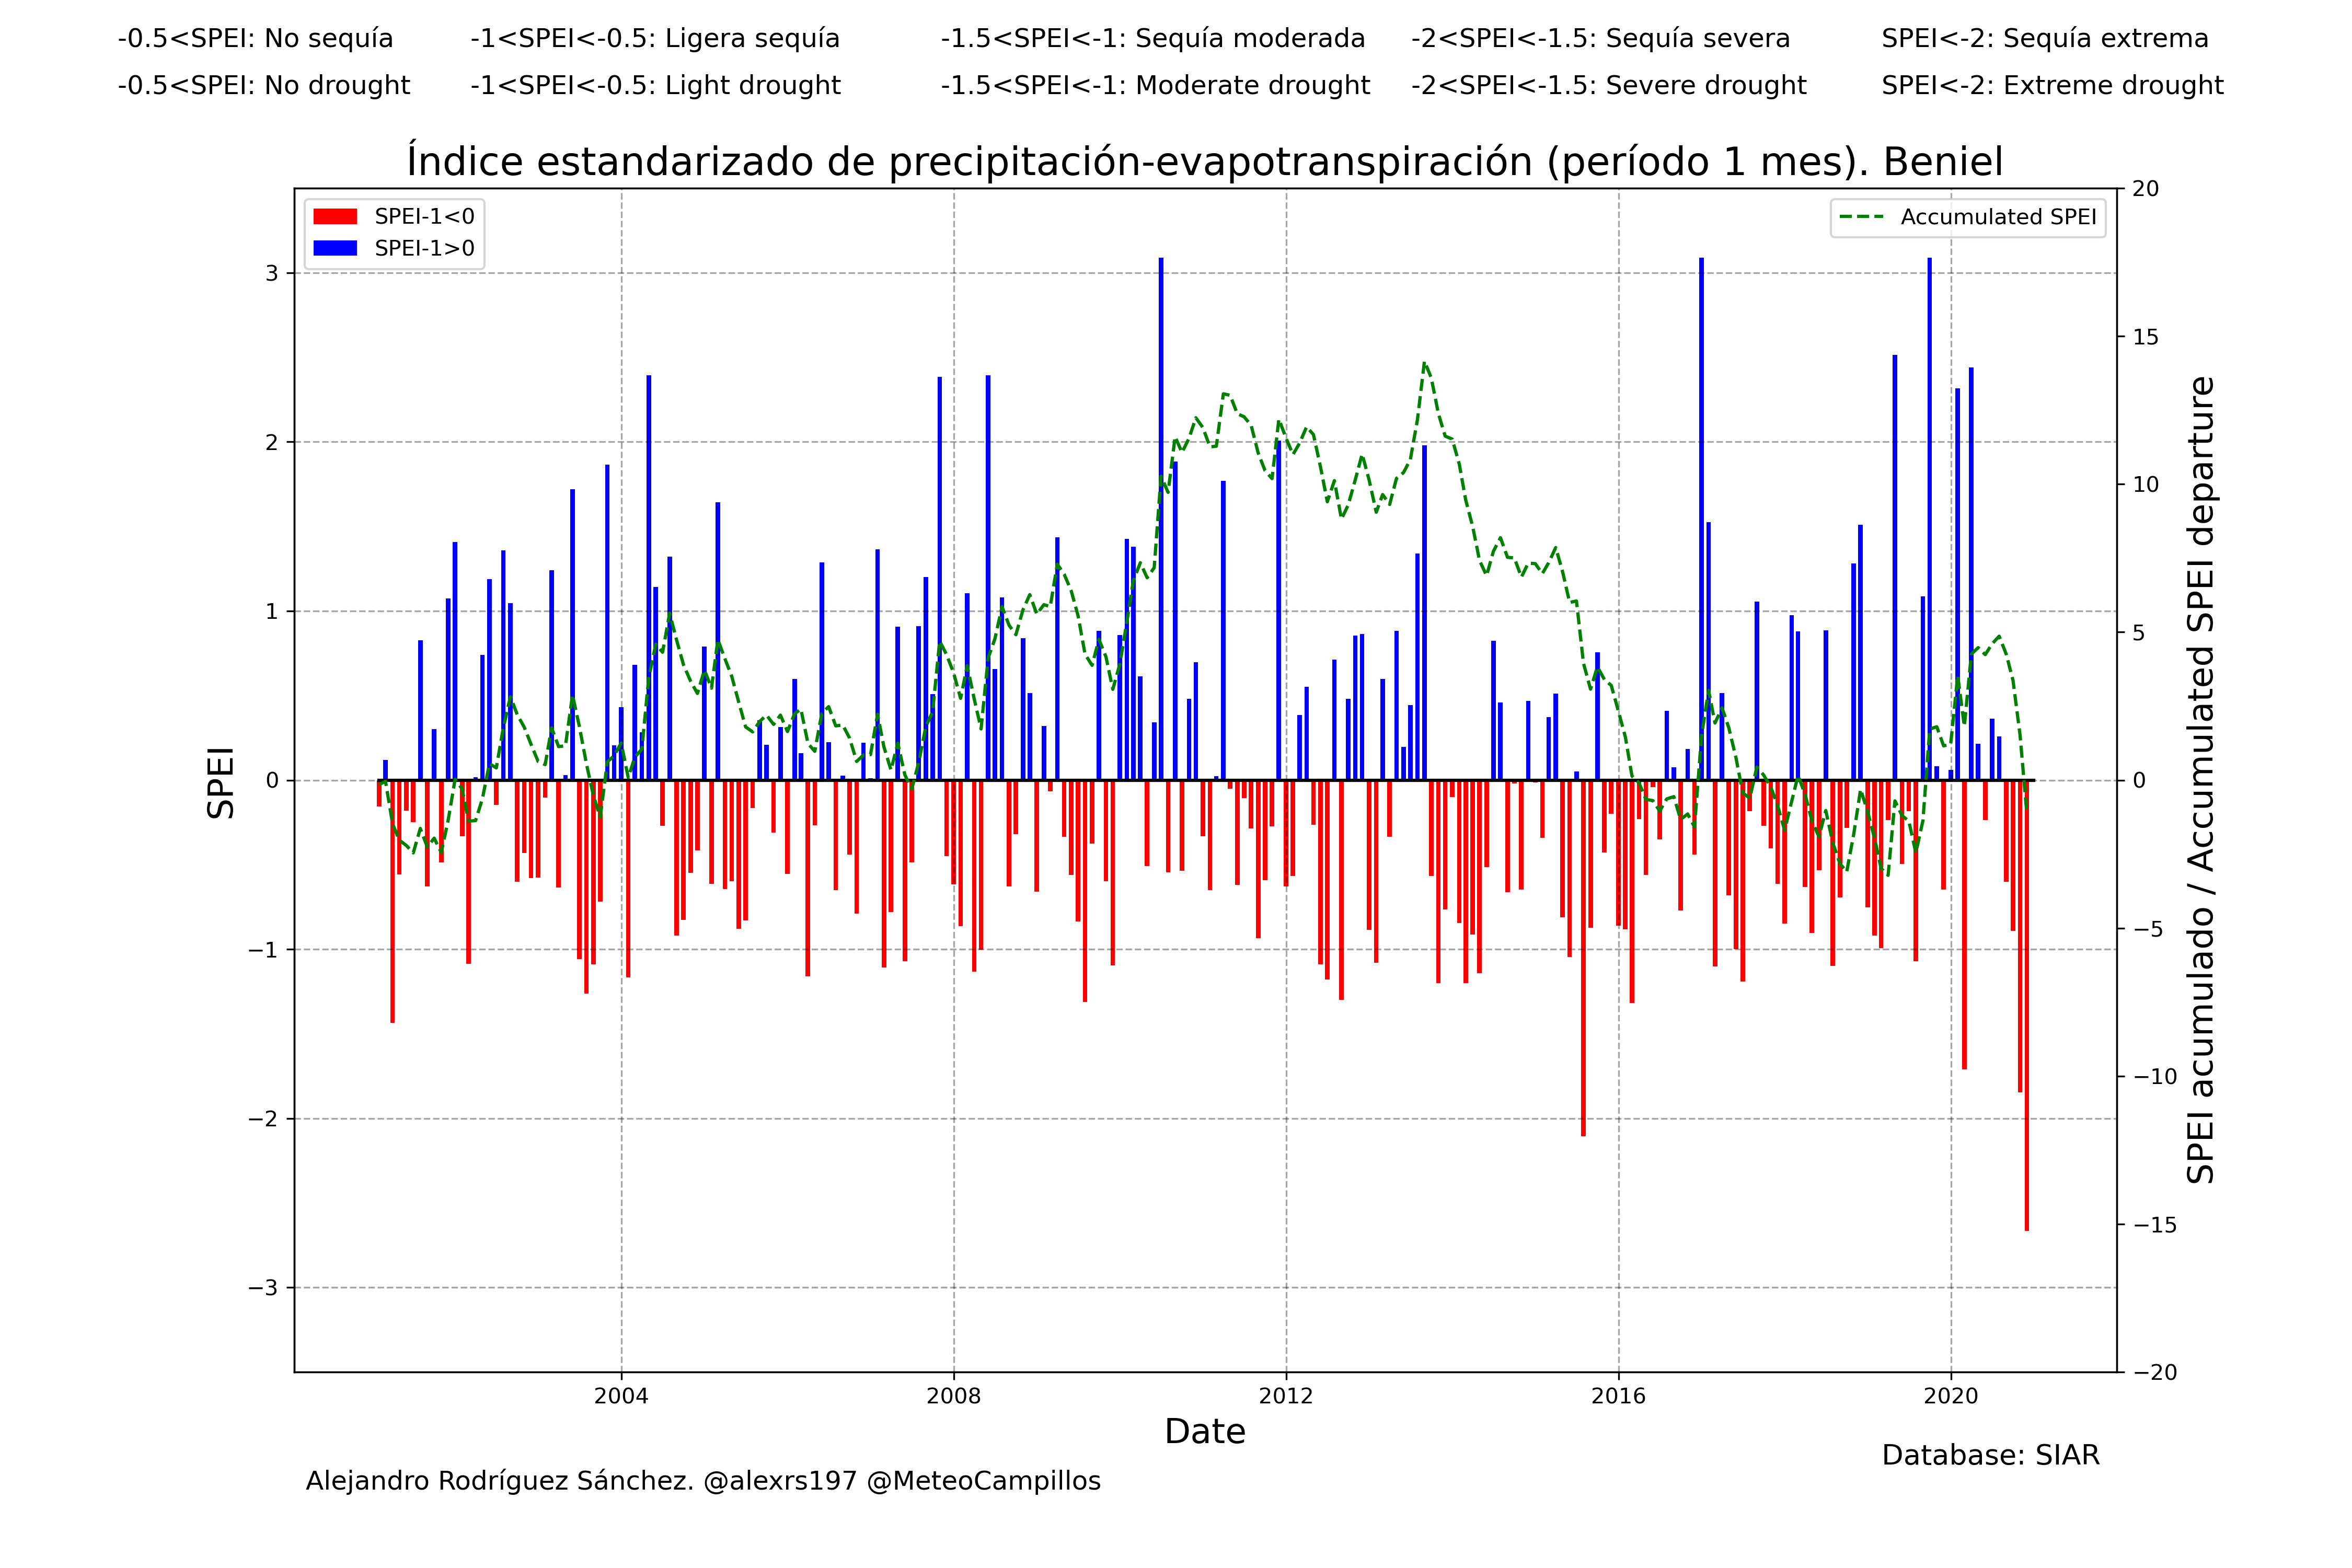 -0.5<SPEI: No sequía -1<SPEI<-0.5: Ligera sequía -1.5<SPEI<-1: Sequía moderada -2<SPEI<-1.5: Sequía severa SPEI<-2: Sequía extrema
-0.5<SPEI: No drought -1<SPEI<-0.5: Light drought -1.5<SPEI<-1: Moderate drought -2<SPEI<-1.5: Severe drought SPEI<-2: Extreme drought
Índice estandarizado de precipitación-evapotranspiración (período 1 mes). Beniel
SPEI-1<0
SPEI-1>0
Accumulated SPEI
SPEI
3
2
1
0
−1
−2
−3
20
15
10
5
0
−5
−10
−15
−20
SPEI acumulado / Accumulated SPEI departure
2004 2008 2012 2016 2020
Date
Database: SIAR
Alejandro Rodríguez Sánchez. @alexrs197 @MeteoCampillos